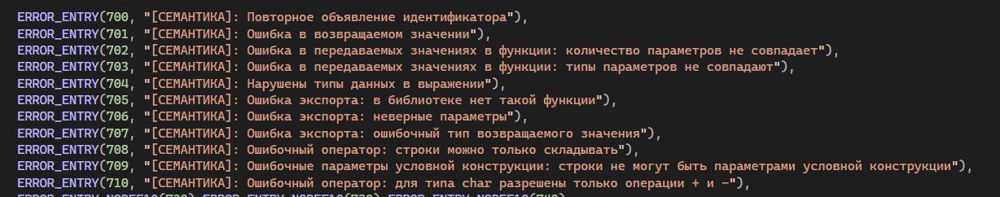 ERROR_ENTRY(700, "[СЕМАНТИКА]: Повторное объявление идентификатора"),
ERROR_ENTRY(701, "[СЕМАНТИКА]: Ошибка в возвращаемом значении"),
ERROR_ENTRY(702, "[СЕМАНТИКА]: Ошибка в передаваемых значениях в функции: количество параметров не совпадает"),
ERROR_ENTRY(703, "[СЕМАНТИКА]: Ошибка в передаваемых значениях в функции: типы параметров не совпадают"),
ERROR_ENTRY(704, "[СЕМАНТИКА]: Нарушены типы данных в выражении"),
ERROR_ENTRY(705, "[СЕМАНТИКА]: Ошибка экспорта: в библиотеке нет такой функции"),
ERROR_ENTRY(706, "[СЕМАНТИКА]: Ошибка экспорта: неверные параметры"),
ERROR_ENTRY(707, "[СЕМАНТИКА]: Ошибка экспорта: ошибочный тип возвращаемого значения"),
ERROR_ENTRY(708, "[СЕМАНТИКА]: Ошибочный оператор: строки можно только складывать"),
ERROR_ENTRY(709, "[СЕМАНТИКА]: Ошибочные параметры условной конструкции: строки не могут быть параметрами условной конструкции"),
ERROR_ENTRY(710, "[СЕМАНТИКА]: Ошибочный оператор: для типа char разрешены только операции + и -"),